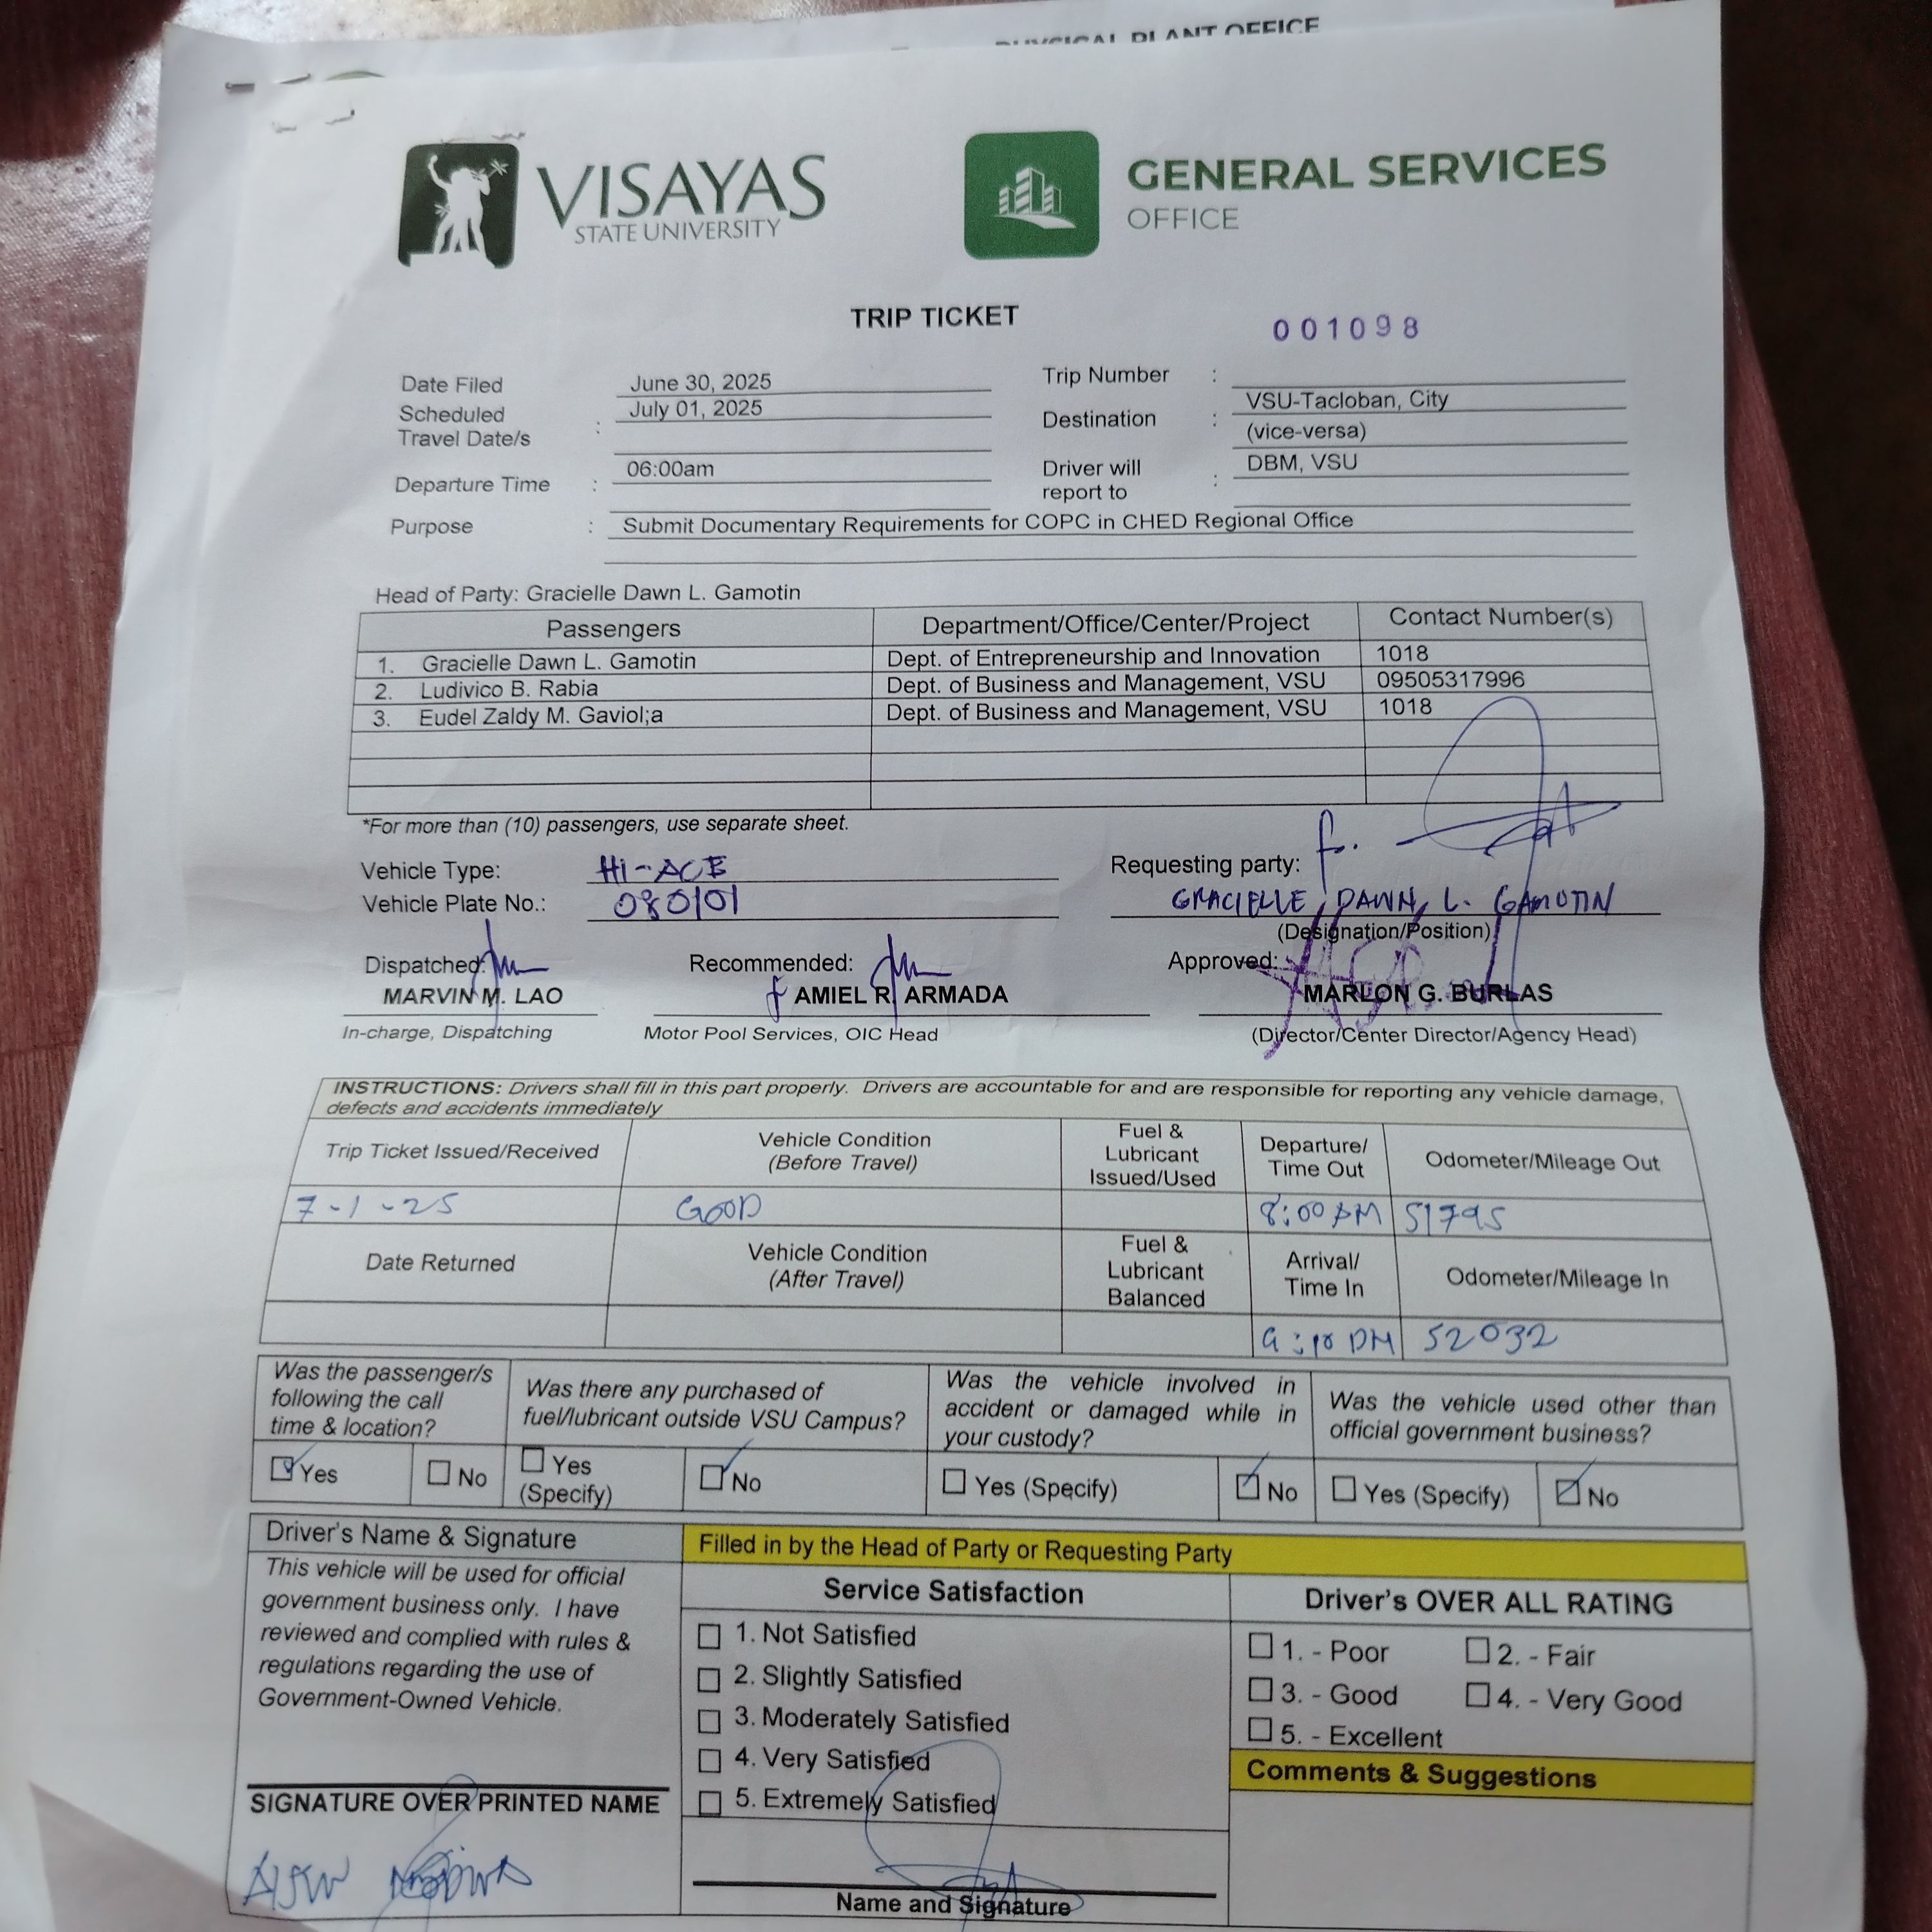 PHYSICAL PLANT OFFICE
VISAYAS
STATE UNIVERSITY
GENERAL SERVICES
OFFICE
TRIP TICKET
001098
Date Filed June 30, 2025
Scheduled Travel Date/s : July 01, 2025
Departure Time : 06:00am
Trip Number :
Destination : VSU-Tacloban, City
(vice-versa)
Driver will report to : DBM, VSU
Purpose : Submit Documentary Requirements for COPC in CHED Regional Office
Head of Party: Gracielle Dawn L. Gamotin
Passengers Department/Office/Center/Project Contact Number(s)
1. Gracielle Dawn L. Gamotin Dept. of Entrepreneurship and Innovation 1018
2. Ludivico B. Rabia Dept. of Business and Management, VSU 09505317996
3. Eudel Zaldy M. Gaviol;a Dept. of Business and Management, VSU 1018
*For more than (10) passengers, use separate sheet.
Vehicle Type: HI-ACE
Vehicle Plate No.: 080101
Requesting party: f.
GRACIELLE DAWN L. GAMOTIN
(Designation/Position)
Dispatched: Recommended: Approved:
MARVIN M. LAO AMIEL R. ARMADA MARLON G. BURLAS
In-charge, Dispatching Motor Pool Services, OIC Head (Director/Center Director/Agency Head)
INSTRUCTIONS: Drivers shall fill in this part properly. Drivers are accountable for and are responsible for reporting any vehicle damage,
defects and accidents immediately
Trip Ticket Issued/Received Vehicle Condition (Before Travel) Fuel & Lubricant Issued/Used Departure/ Time Out Odometer/Mileage Out
7-1-25 GOOD 8:00 AM 51795
Date Returned Vehicle Condition (After Travel) Fuel & Lubricant Balanced Arrival/ Time In Odometer/Mileage In
PM 52032
Was the passenger/s following the call time & location?
Was there any purchased of fuel/lubricant outside VSU Campus?
Was the vehicle involved in accident or damaged while in your custody?
Was the vehicle used other than official government business?
Yes No Yes (Specify) No Yes (Specify) No Yes (Specify) No
Driver's Name & Signature
This vehicle will be used for official
government business only. I have
reviewed and complied with rules &
regulations regarding the use of
Government-Owned Vehicle.
SIGNATURE OVER PRINTED NAME
Filled in by the Head of Party or Requesting Party
Service Satisfaction
1. Not Satisfied
2. Slightly Satisfied
3. Moderately Satisfied
4. Very Satisfied
5. Extremely Satisfied
Name and Signature
Driver's OVER ALL RATING
1. - Poor 2. - Fair
3. - Good 4. - Very Good
5. - Excellent
Comments & Suggestions